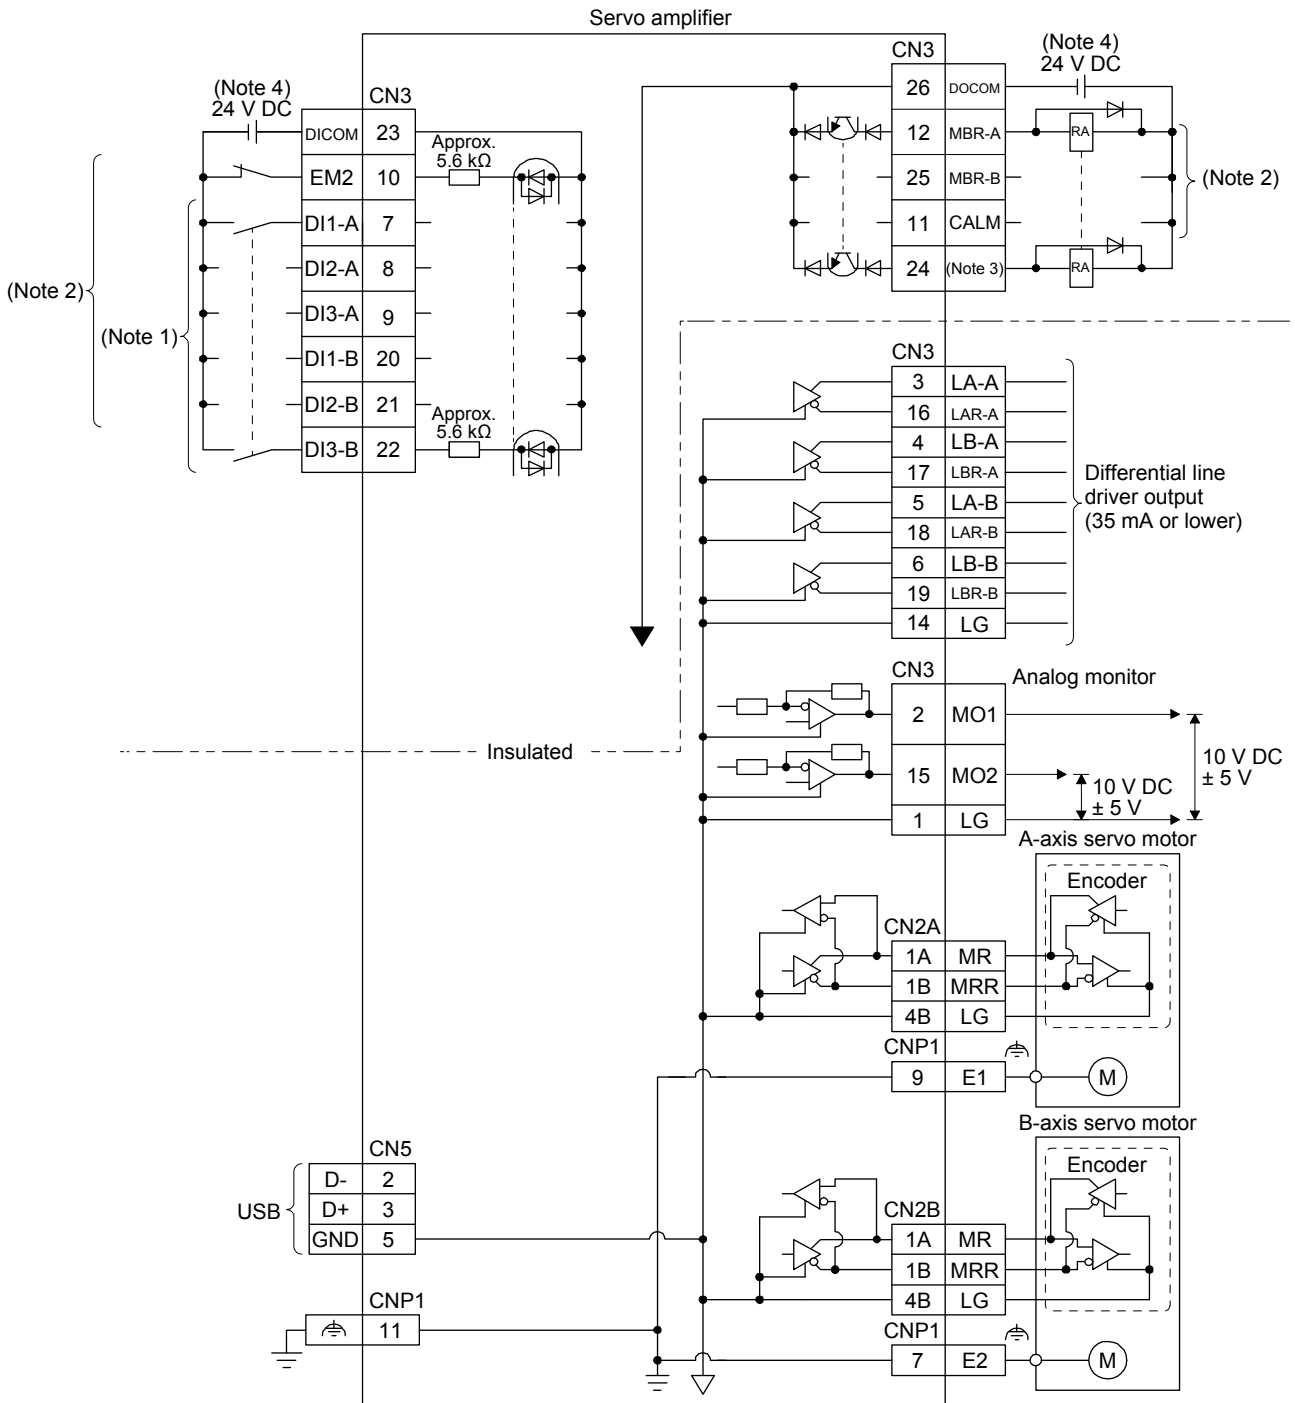 Servo amplifier
(Note 4)
24 V DC
CN3
DICOM 23
EM2 10
DI1-A 7
DI2-A 8
DI3-A 9
DI1-B 20
DI2-B 21
DI3-B 22
Approx.
5.6 kΩ
Approx.
5.6 kΩ
(Note 2)
(Note 1)
CN3
(Note 4)
24 V DC
26 DOCOM
12 MBR-A RA
25 MBR-B
11 CALM
24 (Note 3) RA
(Note 2)
CN3
3 LA-A
16 LAR-A
4 LB-A
17 LBR-A
5 LA-B
18 LAR-B
6 LB-B
19 LBR-B
14 LG
Differential line
driver output
(35 mA or lower)
Insulated
CN3
Analog monitor
2 MO1
15 MO2
1 LG
10 V DC
± 5 V
10 V DC
± 5 V
A-axis servo motor
Encoder
CN2A
1A MR
1B MRR
4B LG
CNP1
9 E1
M
B-axis servo motor
Encoder
CN2B
1A MR
1B MRR
4B LG
CNP1
7 E2
M
CN5
USB
D- 2
D+ 3
GND 5
CNP1
11